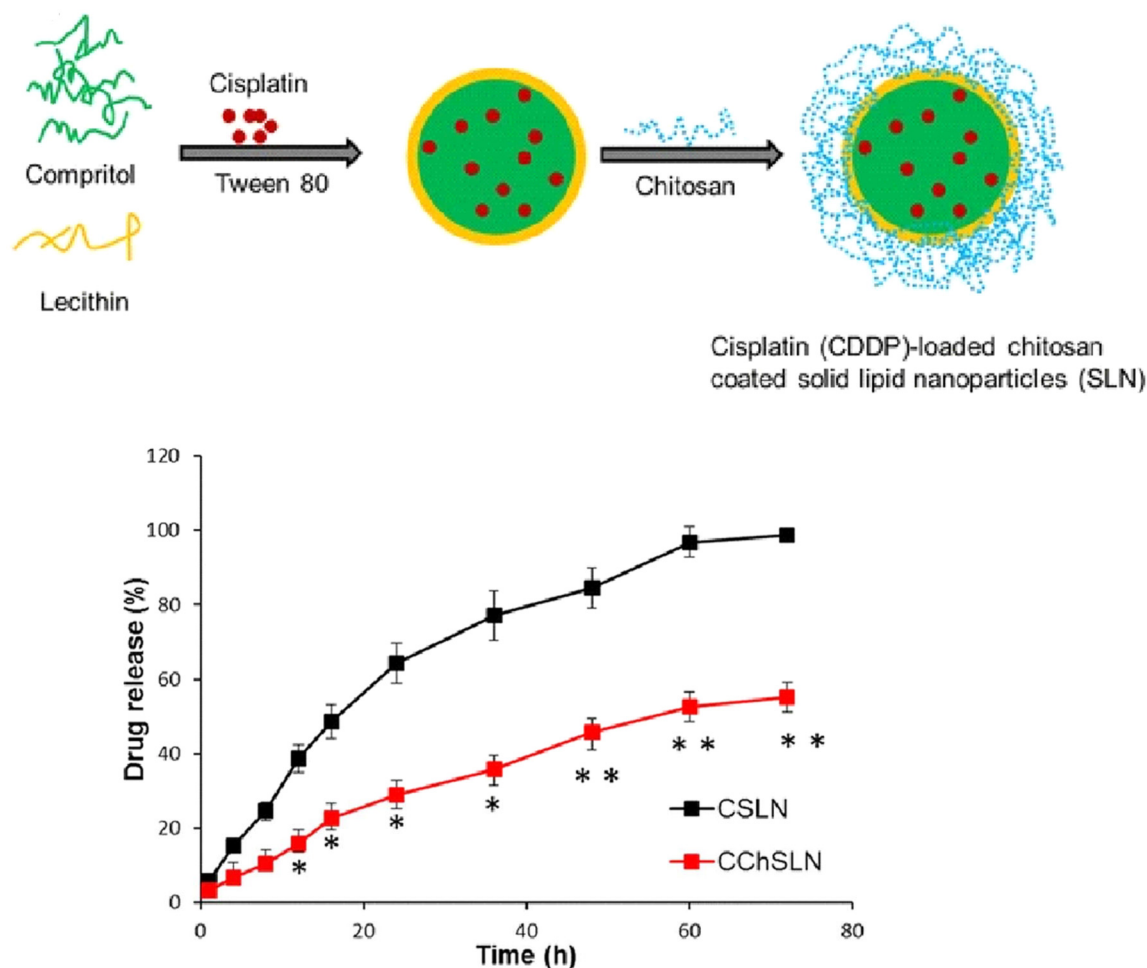 Cisplatin
Compritol
Tween 80
Chitosan
Lecithin
Cisplatin (CDDP)-loaded chitosan
coated solid lipid nanoparticles (SLN)
120
100
80
60
40
20
0
Drug release (%)
* * * * * * * * * *
CSLN
CChSLN
0 20 40 60 80
Time (h)